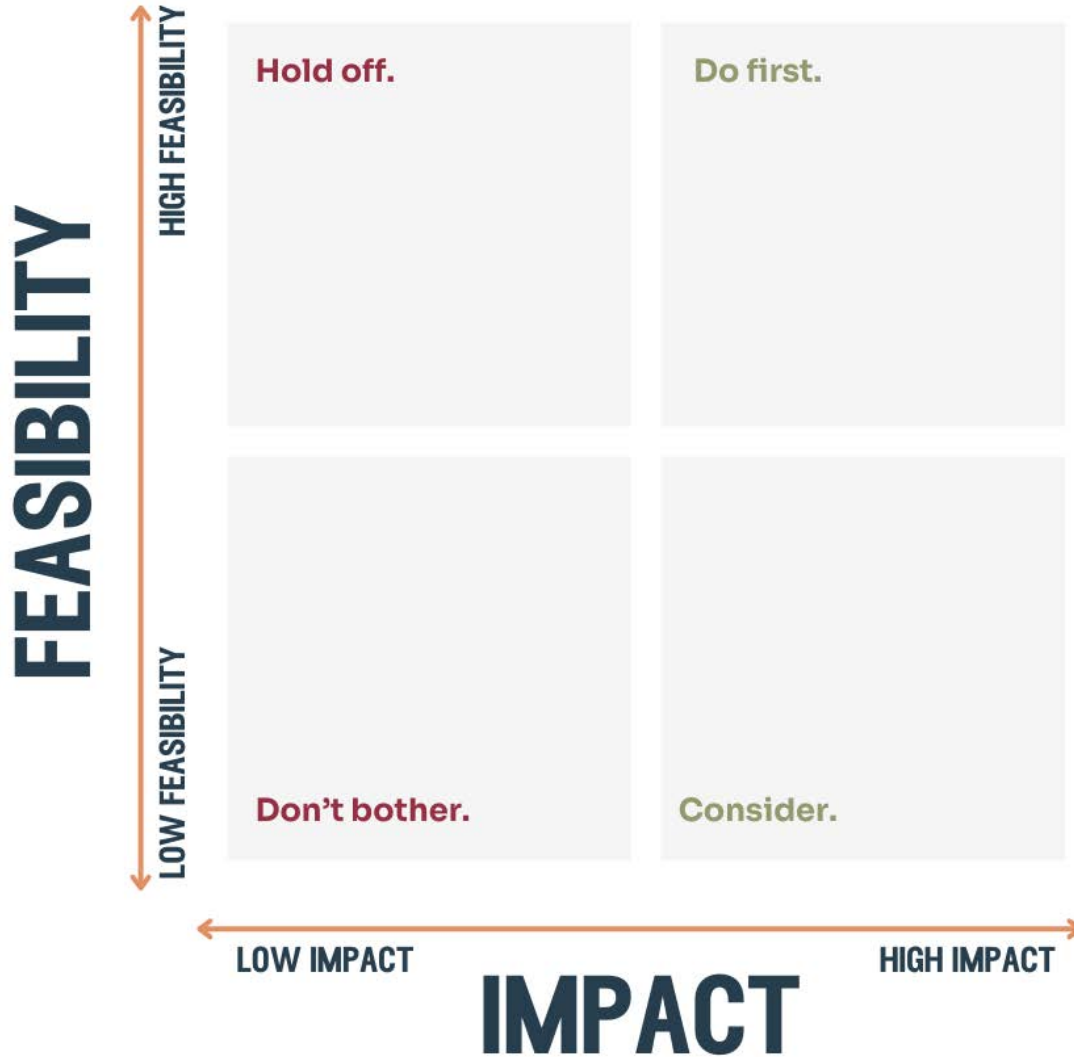 FEASIBILITY
HIGH FEASIBILITY
LOW FEASIBILITY
Hold off.
Do first.
Don’t bother.
Consider.
LOW IMPACT
HIGH IMPACT
IMPACT